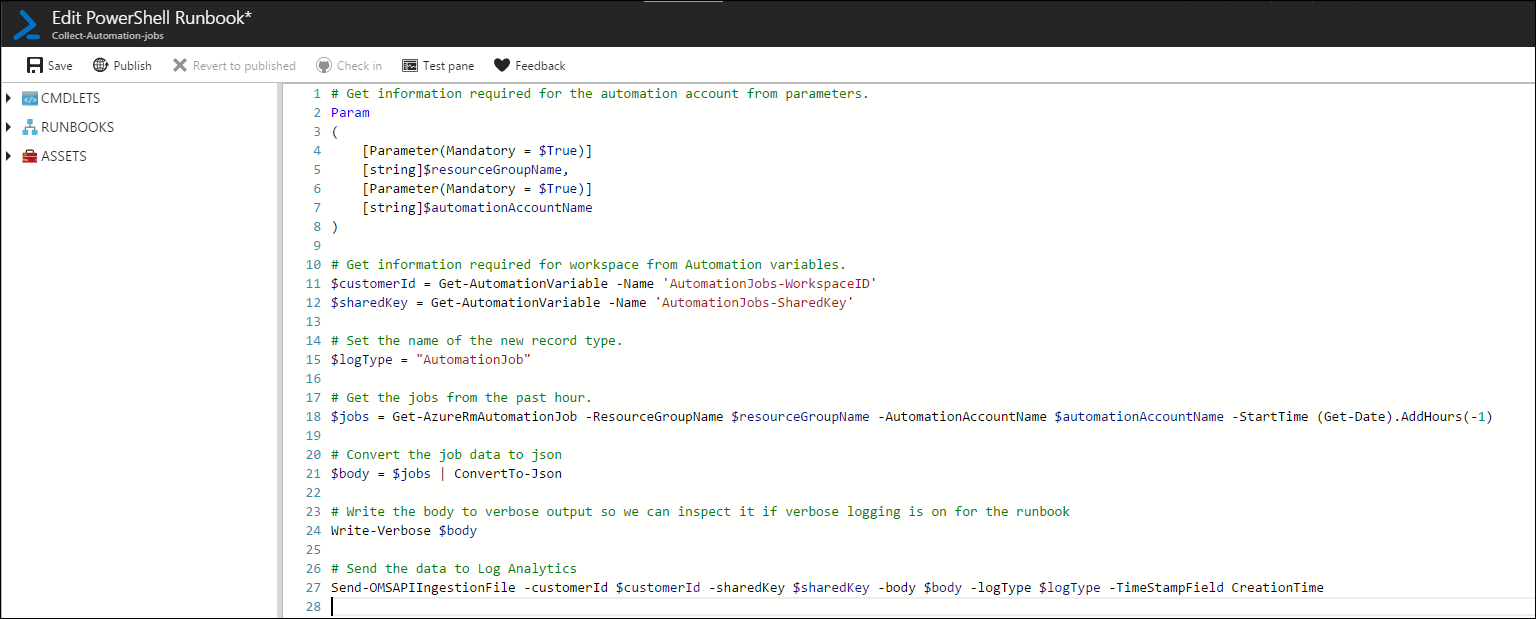 Edit PowerShell Runbook*
Collect-Automation-jobs
Save Publish Revert to published Check in Test pane Feedback
CMDLETS
RUNBOOKS
ASSETS
1 # Get information required for the automation account from parameters.
2 Param
3 (
4     [Parameter(Mandatory = $True)]
5     [string]$resourceGroupName,
6     [Parameter(Mandatory = $True)]
7     [string]$automationAccountName
8 )
9
10 # Get information required for workspace from Automation variables.
11 $customerId = Get-AutomationVariable -Name 'AutomationJobs-WorkspaceID'
12 $sharedKey = Get-AutomationVariable -Name 'AutomationJobs-SharedKey'
13
14 # Set the name of the new record type.
15 $logType = "AutomationJob"
16
17 # Get the jobs from the past hour.
18 $jobs = Get-AzureRmAutomationJob -ResourceGroupName $resourceGroupName -AutomationAccountName $automationAccountName -StartTime (Get-Date).AddHours(-1)
19
20 # Convert the job data to json
21 $body = $jobs | ConvertTo-Json
22
23 # Write the body to verbose output so we can inspect it if verbose logging is on for the runbook
24 Write-Verbose $body
25
26 # Send the data to Log Analytics
27 Send-OMSAPIIngestionFile -customerId $customerId -sharedKey $sharedKey -body $body -logType $logType -TimeStampField CreationTime
28